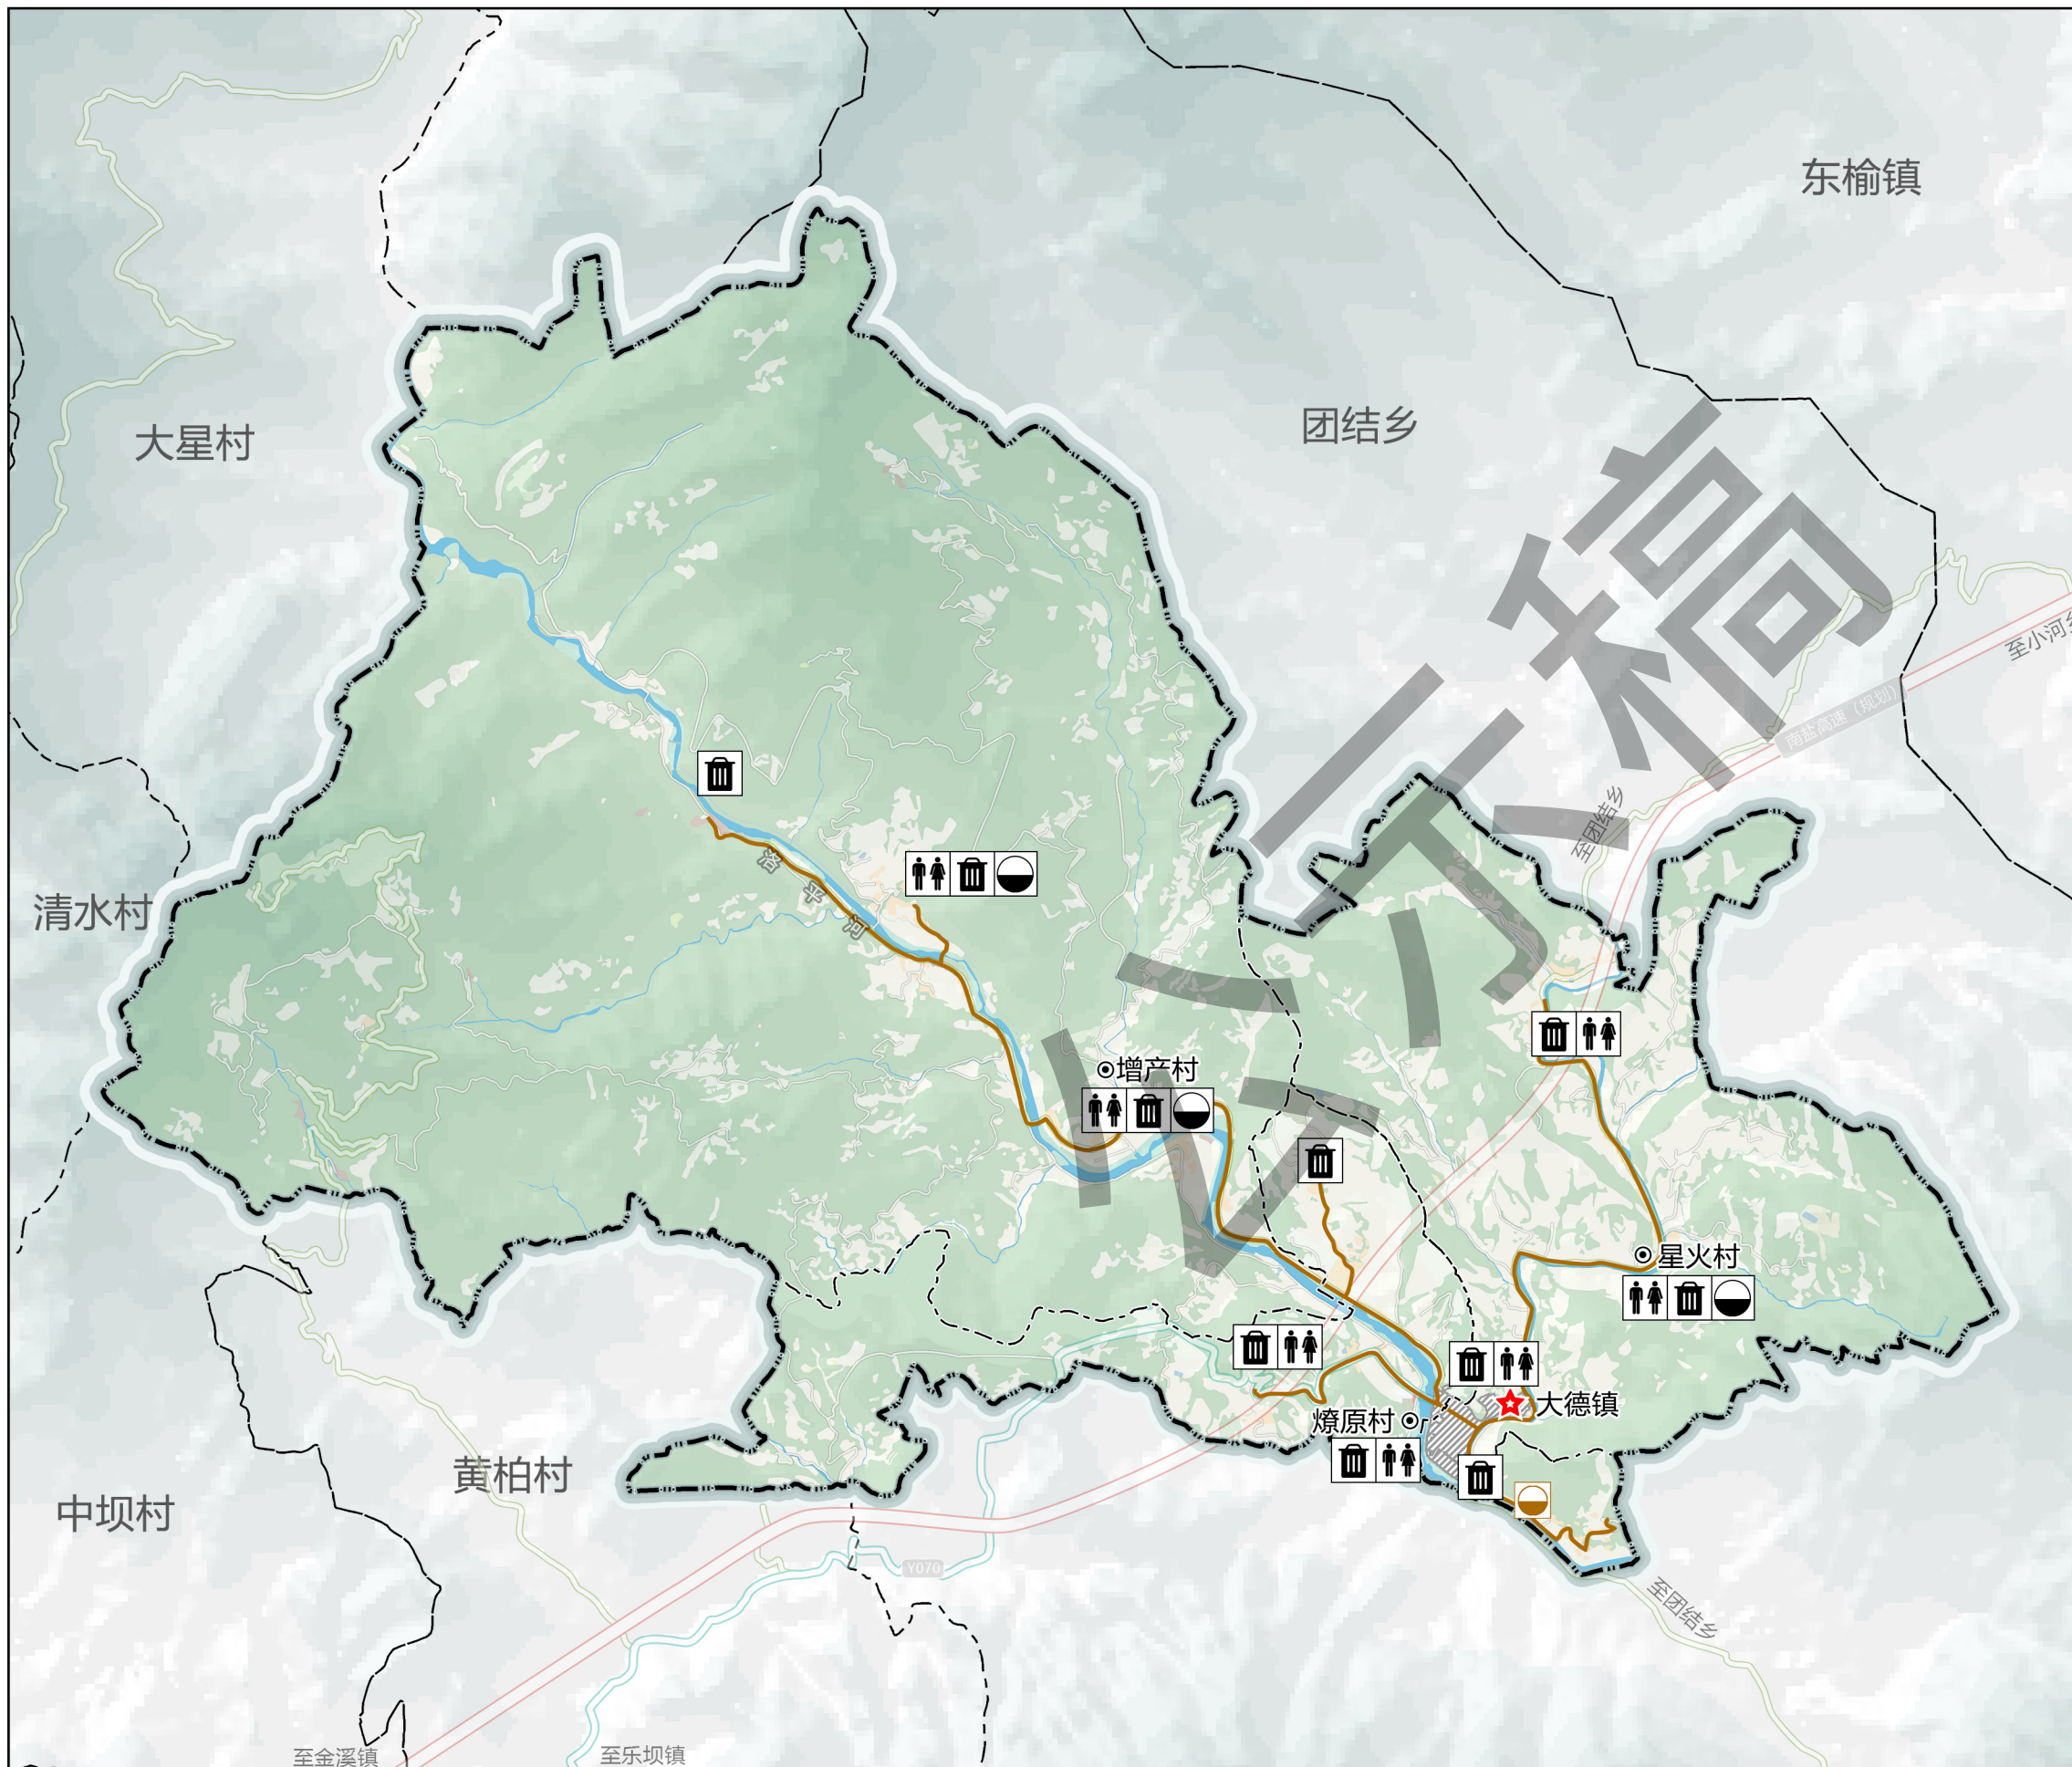 东榆镇
团结乡
大星村
至小河乡
南盐高速（规划）
至团结乡
清水村
增产村
星火村
大德镇
燎原村
黄柏村
中坝村
Y070
至团结乡
至金溪镇
至乐坝镇
公示稿